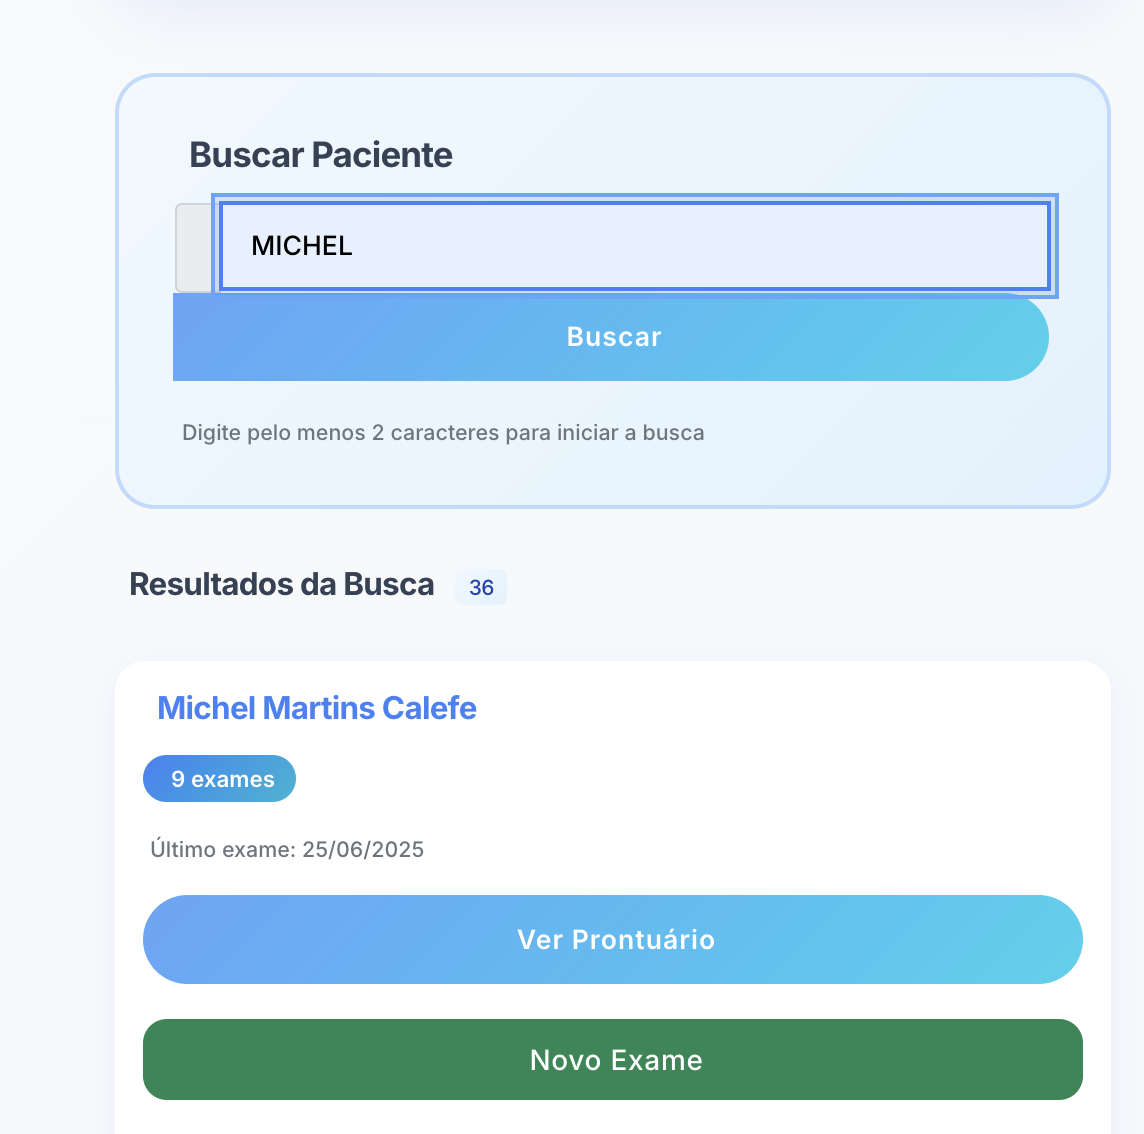 Buscar Paciente
MICHEL
Buscar
Digite pelo menos 2 caracteres para iniciar a busca
Resultados da Busca 36
Michel Martins Calefe
9 exames
Último exame: 25/06/2025
Ver Prontuário
Novo Exame